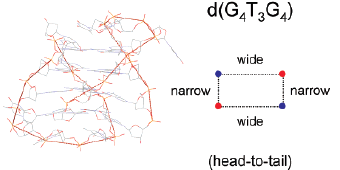 d(G₄T₃G₄)
wide
narrow narrow
wide
(head-to-tail)